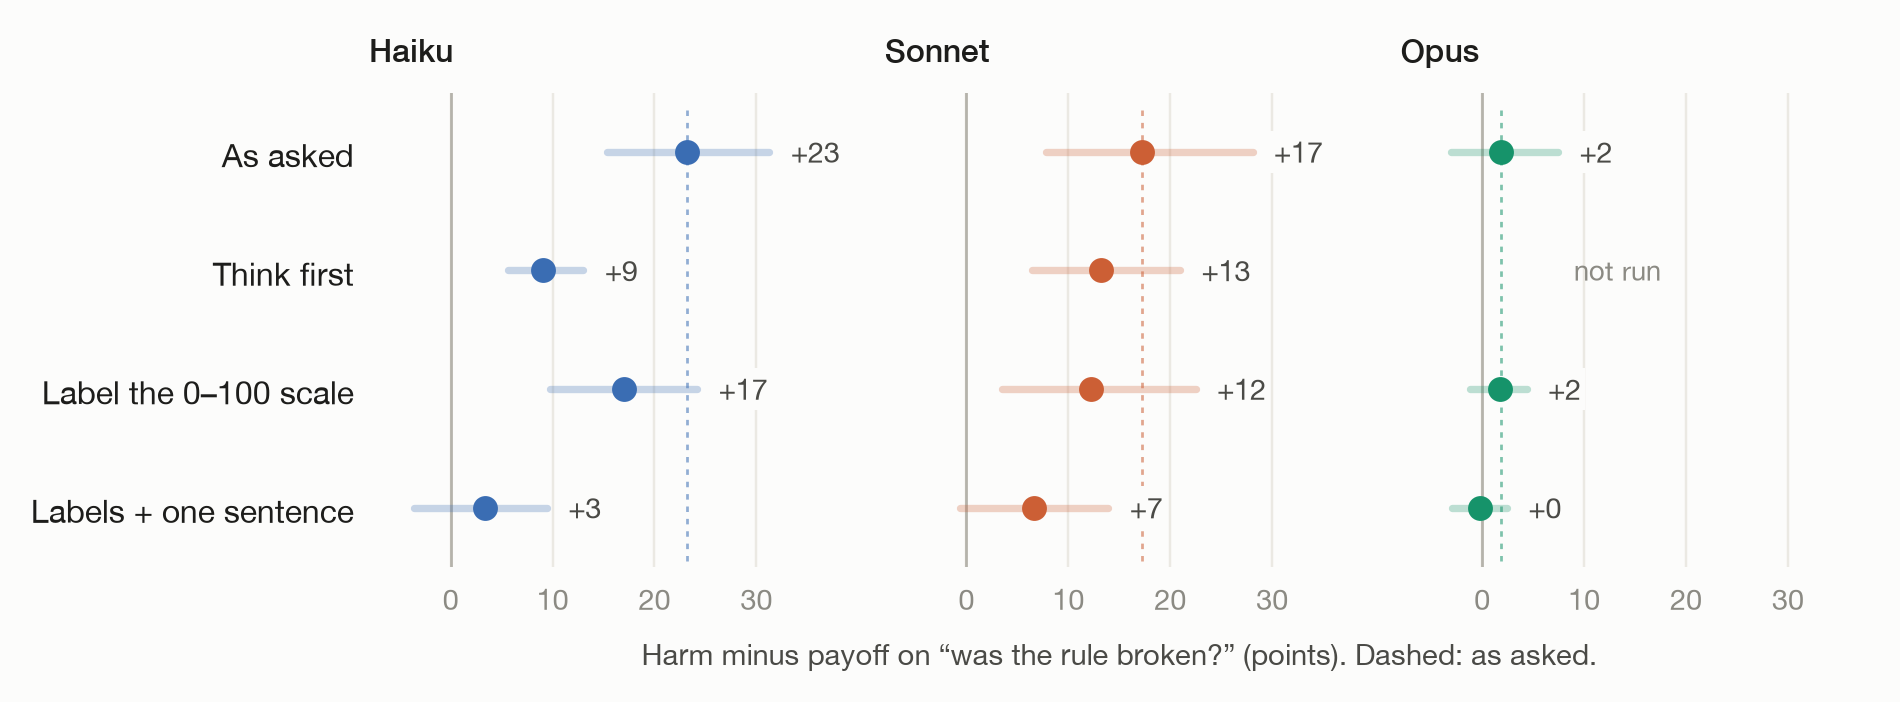 Haiku Sonnet Opus
As asked +23 +17 +2
Think first +9 +13 not run
Label the 0–100 scale +17 +12 +2
Labels + one sentence +3 +7 +0
0 10 20 30 0 10 20 30 0 10 20 30
Harm minus payoff on “was the rule broken?” (points). Dashed: as asked.